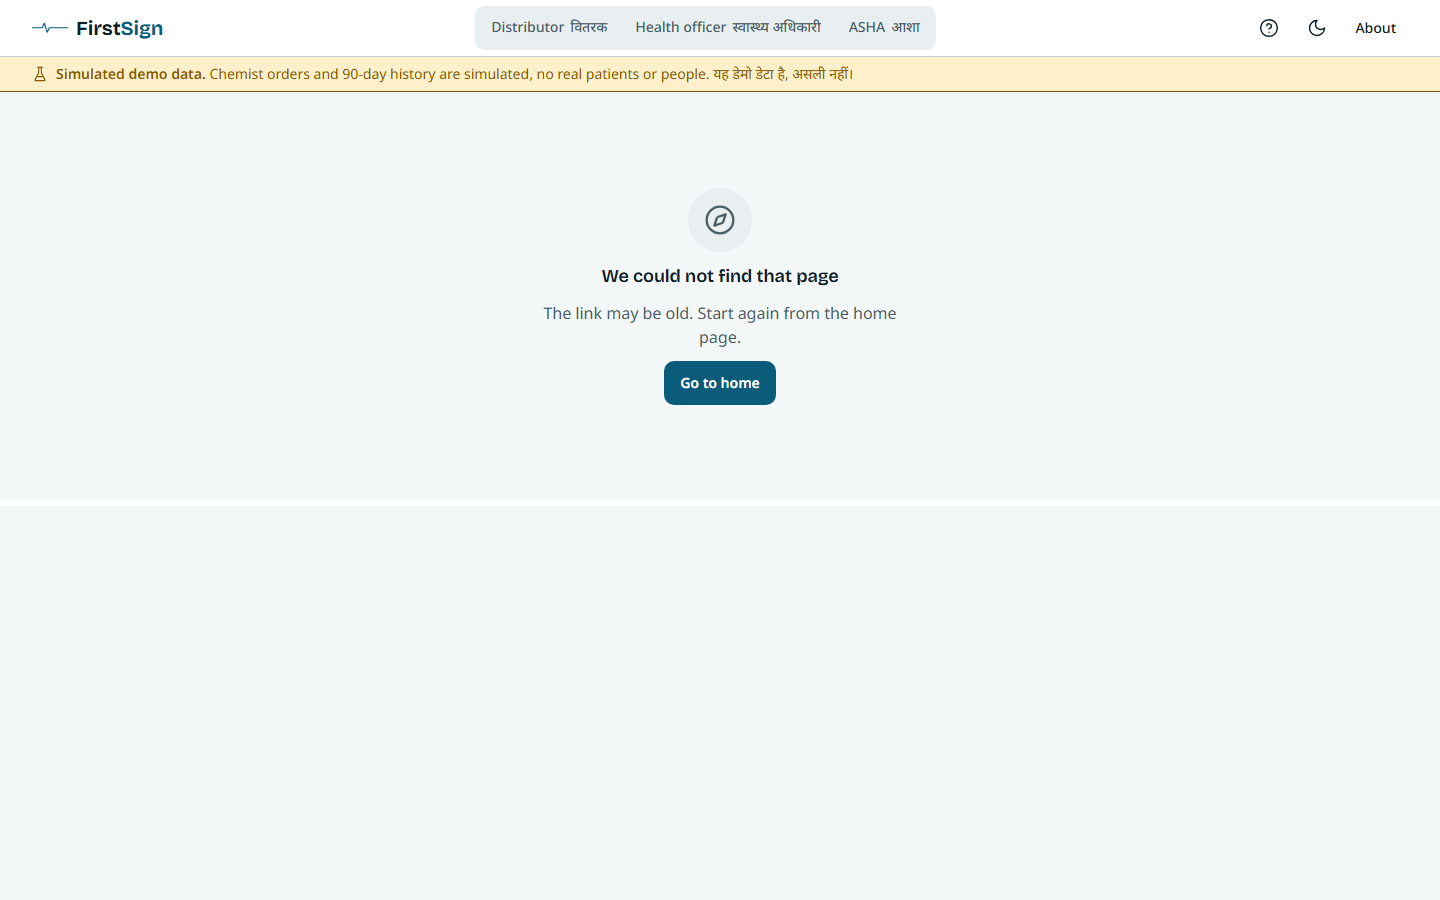 FirstSign
Distributor वितरक Health officer स्वास्थ्य अधिकारी ASHA आशा
About
Simulated demo data. Chemist orders and 90-day history are simulated, no real patients or people. यह डेमो डेटा है, असली नहीं।
We could not find that page
The link may be old. Start again from the home
page.
Go to home